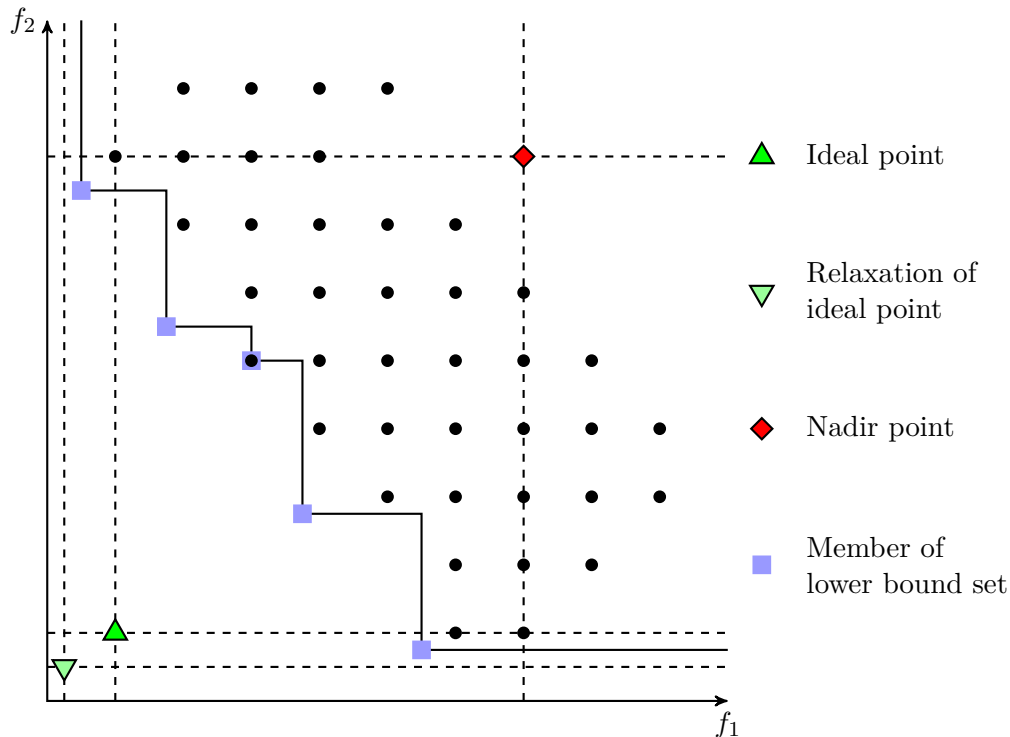 f₂
Ideal point
Relaxation of
ideal point
Nadir point
Member of
lower bound set
f₁